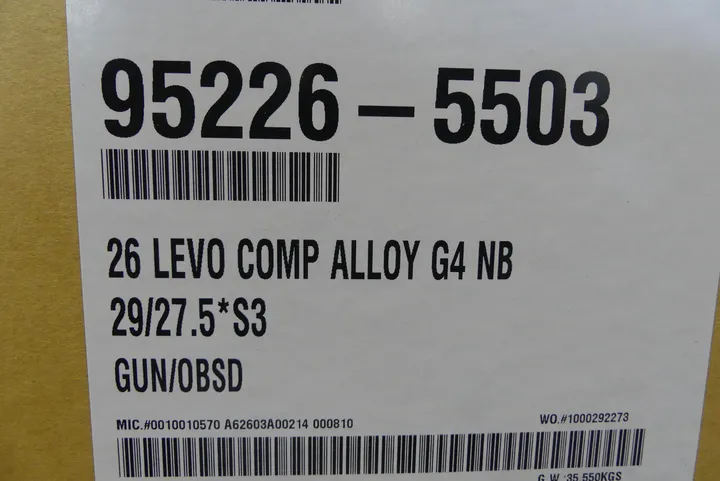 95226-5503
26 LEVO COMP ALLOY G4 NB
29/27.5*S3
GUN/OBSD
MIC.#0010010570 A62603A00214 000810 WO.#1000292273
G.W.:35.550KGS